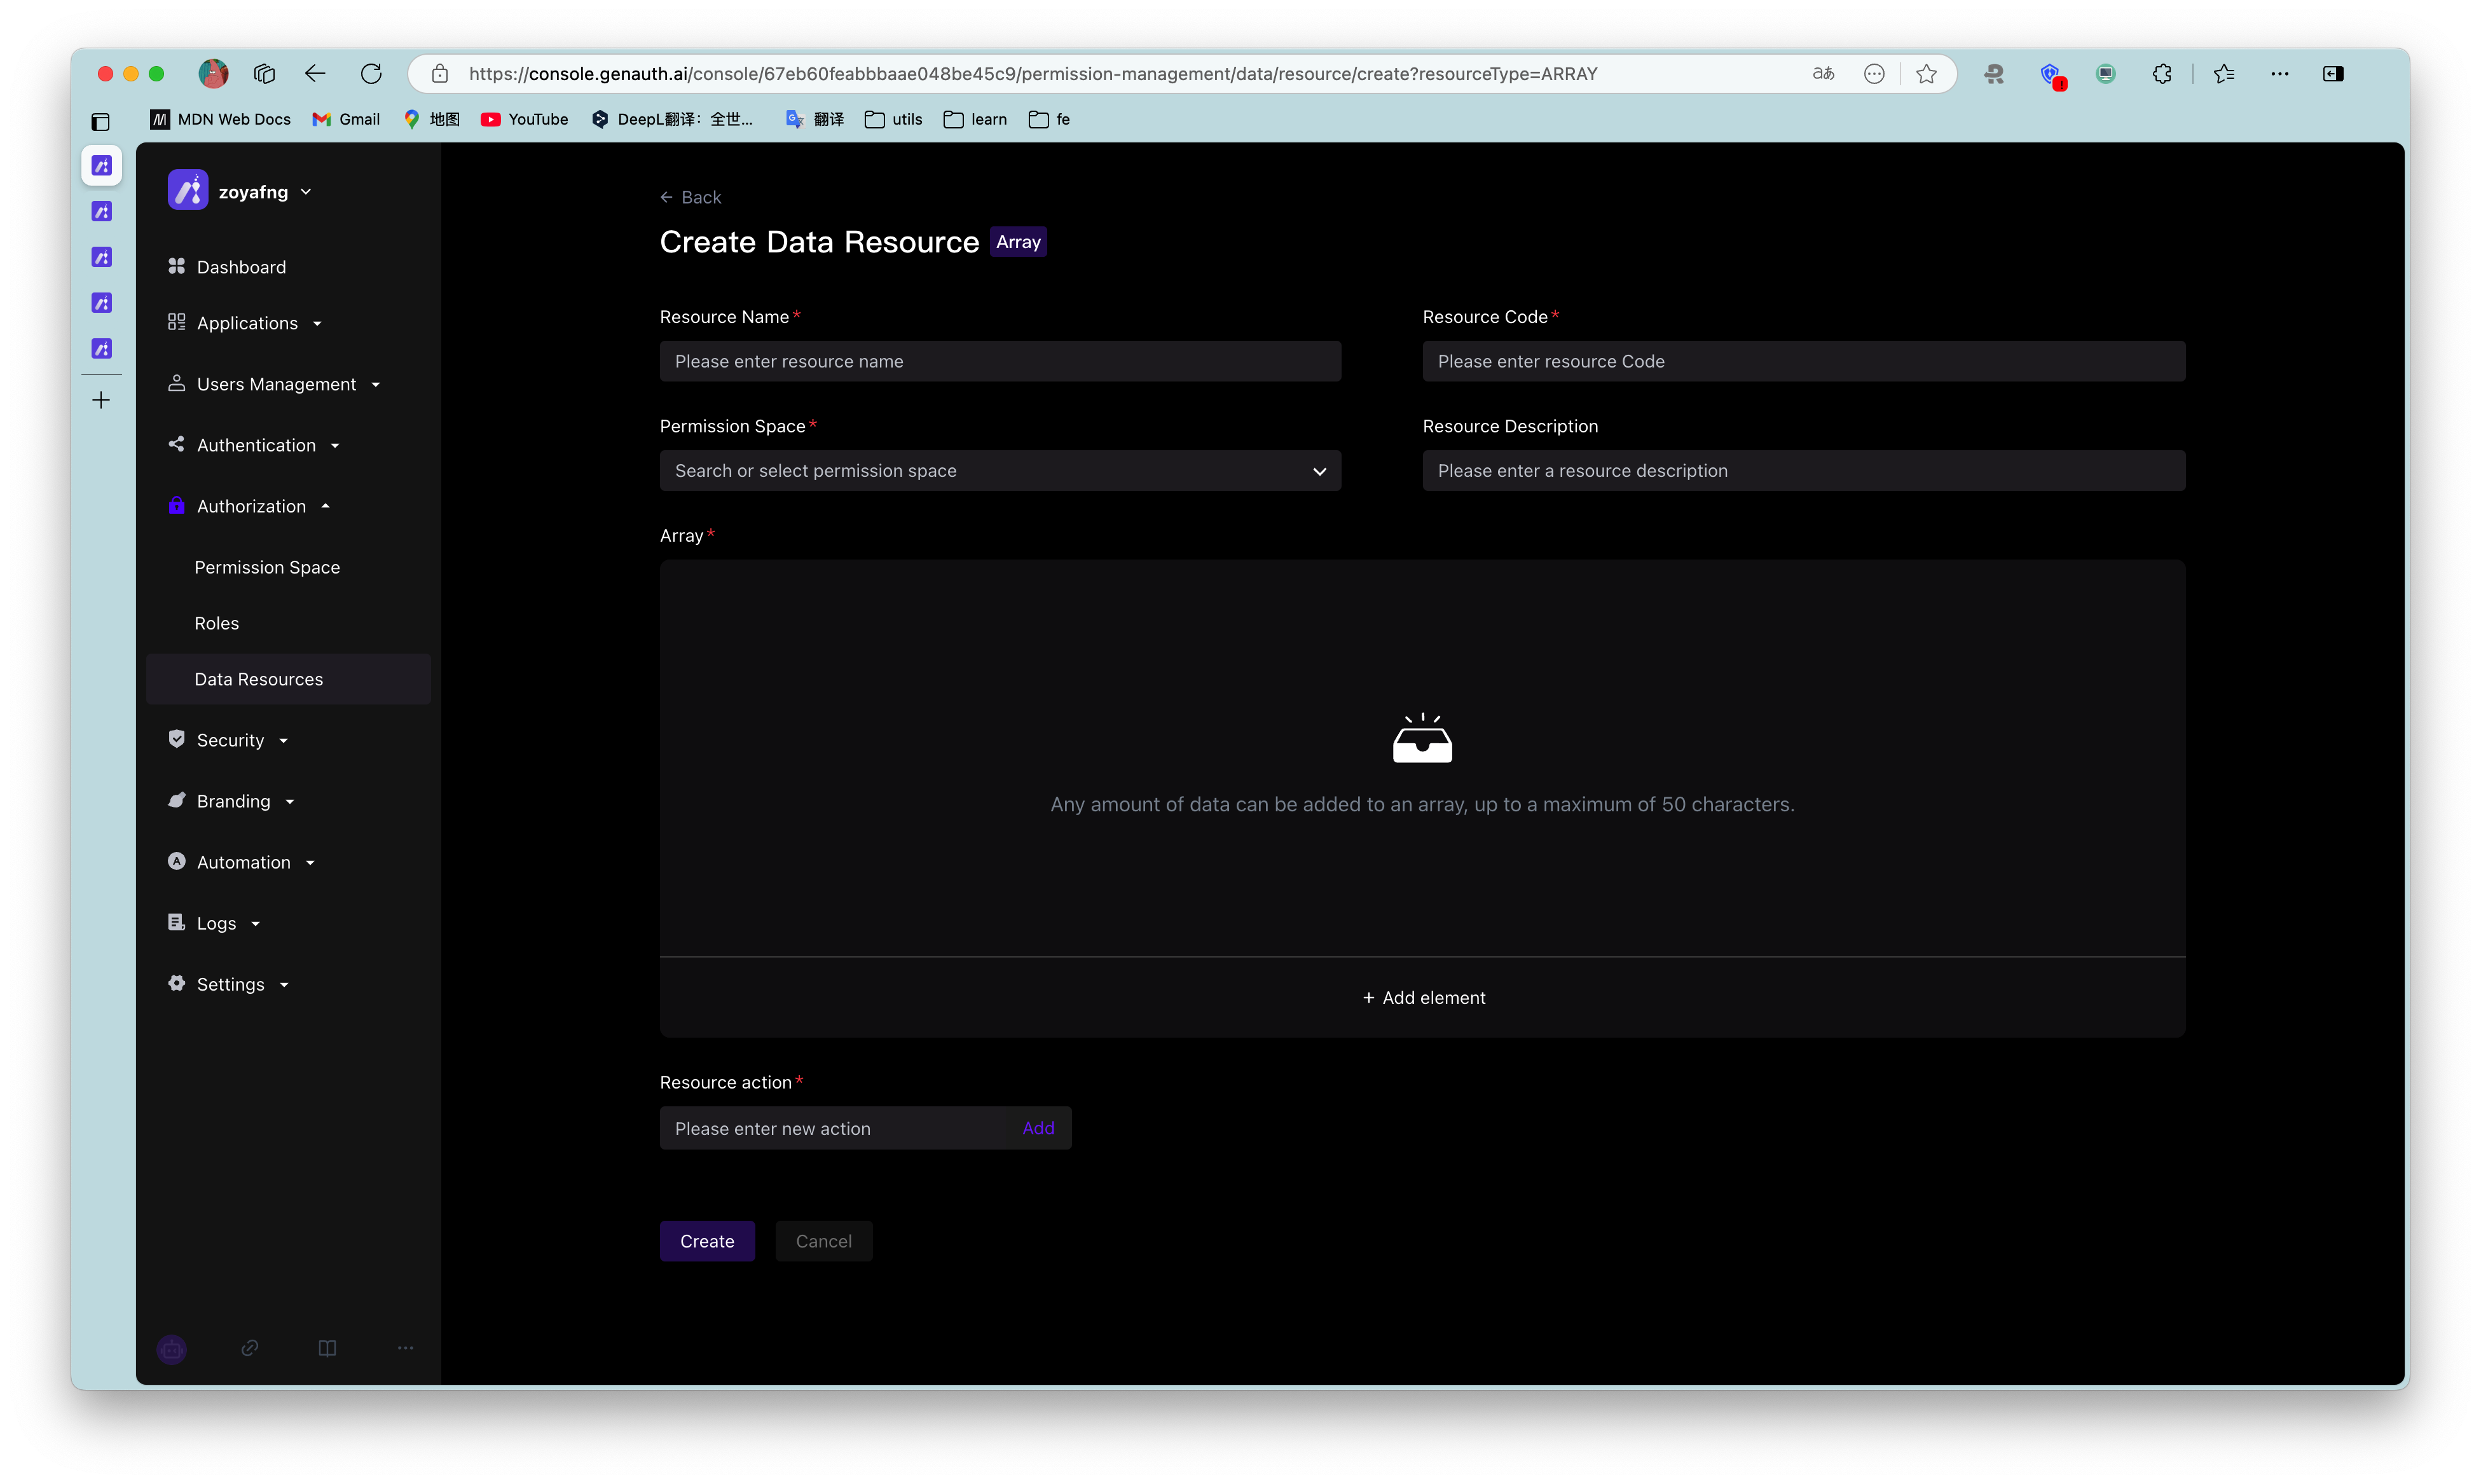 https://console.genauth.ai/console/67eb60feabbbaae048be45c9/permission-management/data/resource/create?resourceType=ARRAY
aあ
MDN Web Docs
Gmail
地图
YouTube
DeepL翻译：全世...
翻译
utils
learn
fe
zoyafng
Dashboard
Applications
Users Management
Authentication
Authorization
Permission Space
Roles
Data Resources
Security
Branding
Automation
Logs
Settings
Back
Create Data Resource Array
Resource Name*
Please enter resource name
Resource Code*
Please enter resource Code
Permission Space*
Search or select permission space
Resource Description
Please enter a resource description
Array*
Any amount of data can be added to an array, up to a maximum of 50 characters.
+ Add element
Resource action*
Please enter new action
Add
Create
Cancel